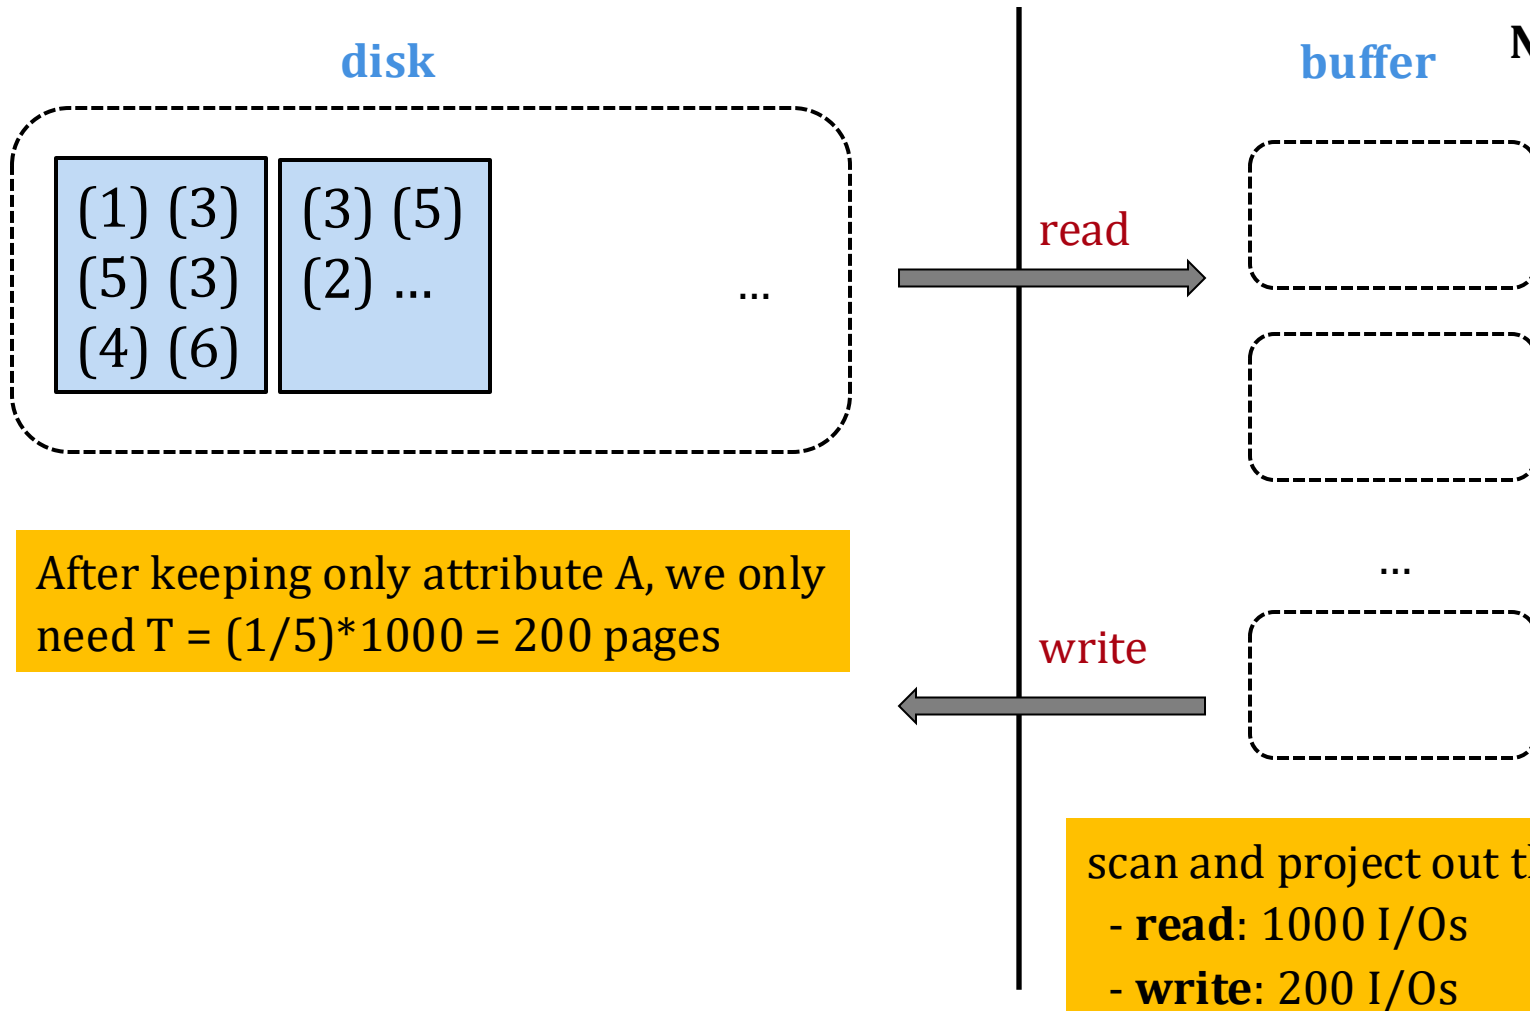 disk
buffer
(1) (3)
(5) (3)
(4) (6)
(3) (5)
(2) ...
...
read
...
After keeping only attribute A, we only
need T = (1/5)*1000 = 200 pages
write
scan and project out
- read: 1000 I/Os
- write: 200 I/Os